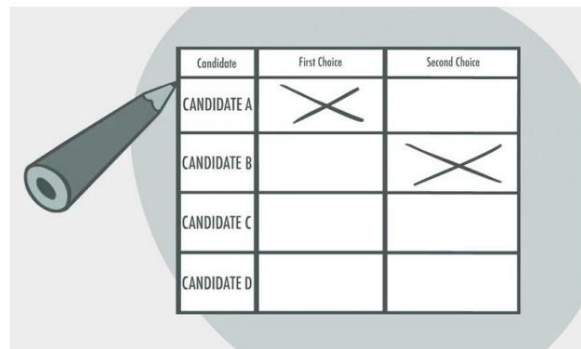 Candidate First Choice Second Choice
CANDIDATE A
CANDIDATE B
CANDIDATE C
CANDIDATE D